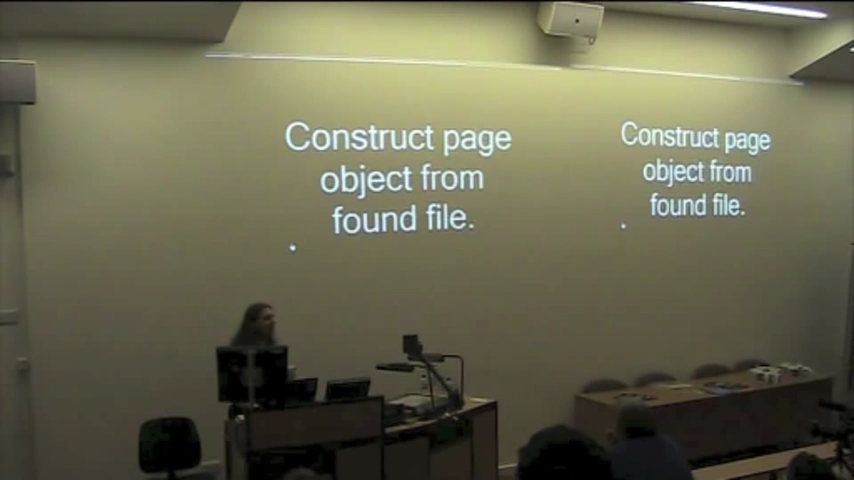 Construct page
object from
found file.
Construct page
object from
found file.